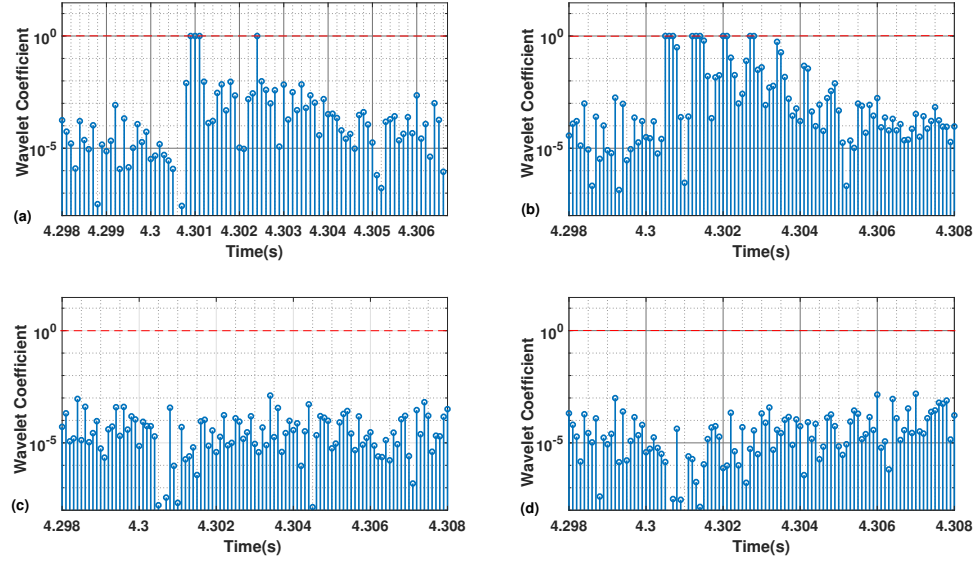 Wavelet Coefficient
10^0
10^-5
(a)
4.298 4.299 4.3 4.301 4.302 4.303 4.304 4.305 4.306
Time(s)
Wavelet Coefficient
10^0
10^-5
(b)
4.298 4.3 4.302 4.304 4.306 4.308
Time(s)
Wavelet Coefficient
10^0
10^-5
(c)
4.298 4.3 4.302 4.304 4.306 4.308
Time(s)
Wavelet Coefficient
10^0
10^-5
(d)
4.298 4.3 4.302 4.304 4.306 4.308
Time(s)